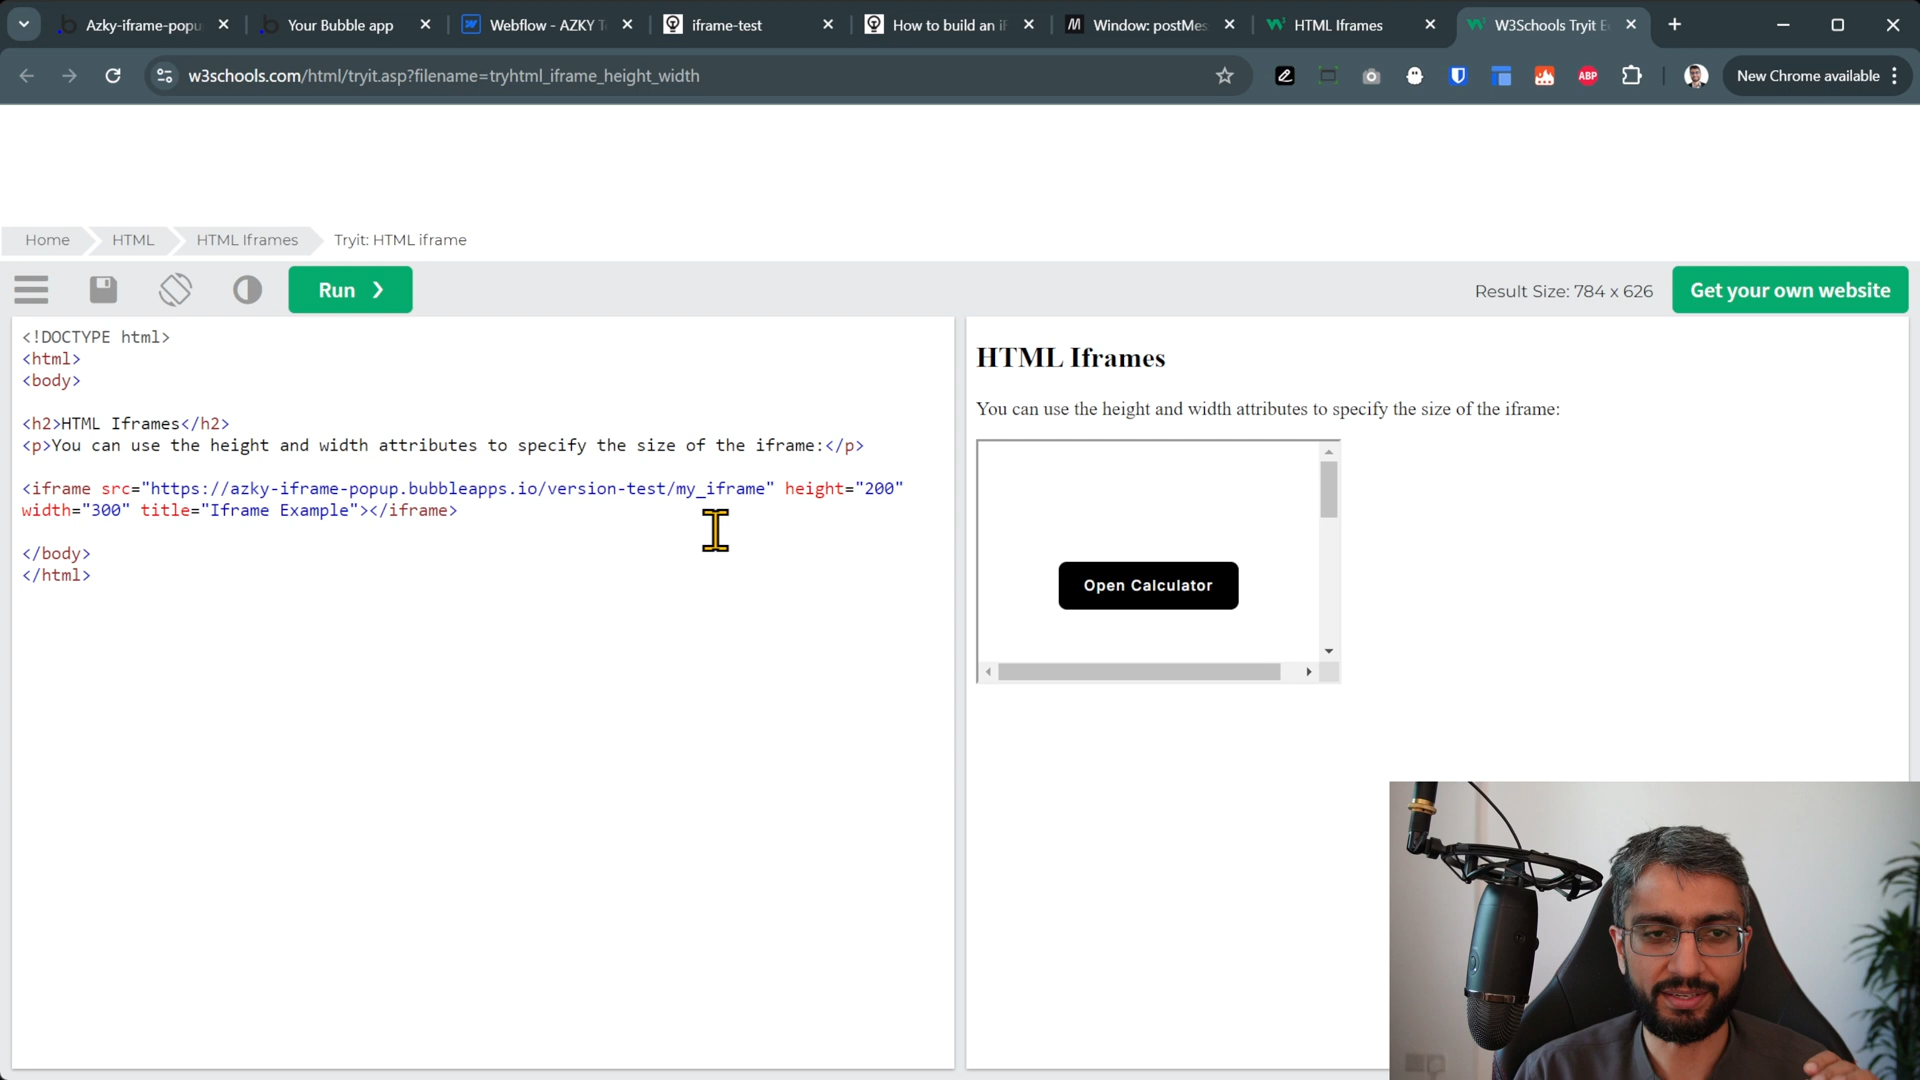 Azky-iframe-popu
Your Bubble app
Webflow - AZKY T
iframe-test
How to build an i
Window: postMes
HTML Iframes
W3Schools Tryit E
w3schools.com/html/tryit.asp?filename=tryhtml_iframe_height_width
ABP
New Chrome available
Home
HTML
HTML Iframes
Tryit: HTML iframe
Run
Result Size: 784 x 626
Get your own website
<!DOCTYPE html>
<html>
<body>
<h2>HTML Iframes</h2>
<p>You can use the height and width attributes to specify the size of the iframe:</p>
<iframe src="https://azky-iframe-popup.bubbleapps.io/version-test/my_iframe" height="200"
width="300" title="Iframe Example"></iframe>
</body>
</html>
HTML Iframes
You can use the height and width attributes to specify the size of the iframe:
Open Calculator